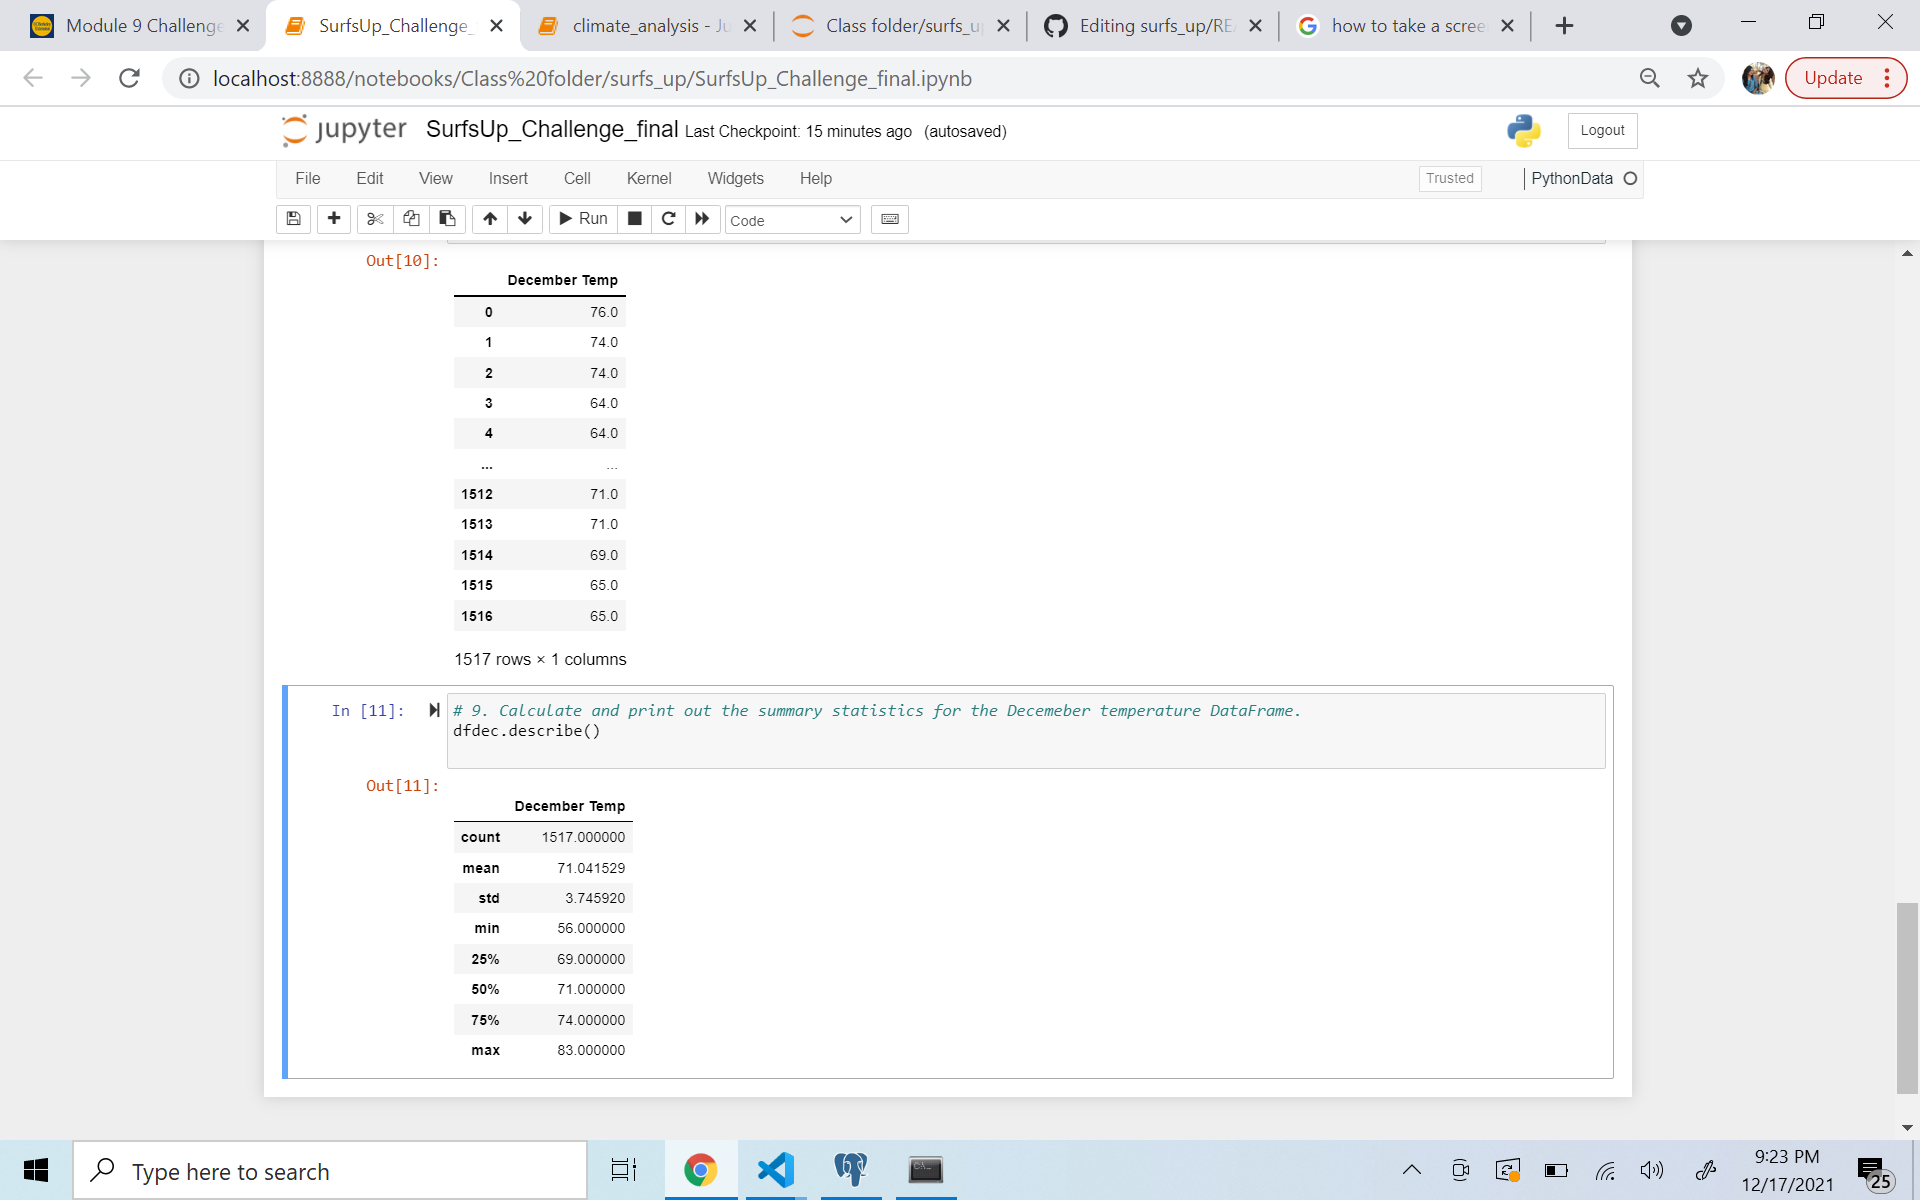 Module 9 Challenge
SurfsUp_Challenge_
climate_analysis - Ju
Class folder/surfs_u
Editing surfs_up/RE
how to take a scree
localhost:8888/notebooks/Class%20folder/surfs_up/SurfsUp_Challenge_final.ipynb
Update
jupyter SurfsUp_Challenge_final Last Checkpoint: 15 minutes ago (autosaved)
Logout
File Edit View Insert Cell Kernel Widgets Help
Trusted
PythonData
Run
Code
Out[10]:
December Temp
0 76.0
1 74.0
2 74.0
3 64.0
4 64.0
... ...
1512 71.0
1513 71.0
1514 69.0
1515 65.0
1516 65.0
1517 rows × 1 columns
In [11]: # 9. Calculate and print out the summary statistics for the Decemeber temperature DataFrame.
dfdec.describe()
Out[11]:
December Temp
count 1517.000000
mean 71.041529
std 3.745920
min 56.000000
25% 69.000000
50% 71.000000
75% 74.000000
max 83.000000
Type here to search
9:23 PM
12/17/2021
25